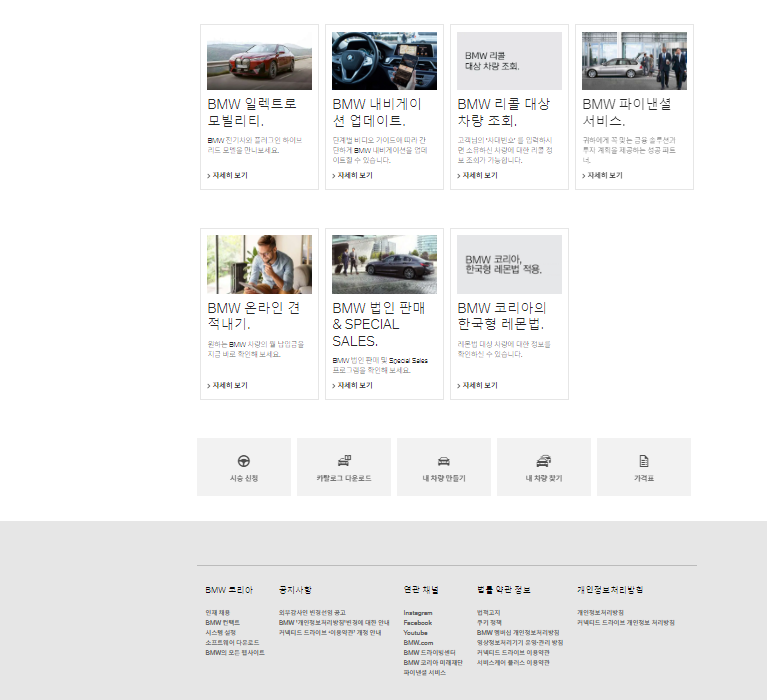 BMW 리콜
대상 차량 조회.
BMW 일렉트로
모빌리티.
BMW 전기차와 플러그인 하이브
리드 모델을 만나보세요.
자세히 보기
BMW 내비게이
션 업데이트.
단계별 비디오 가이드에 따라 간
단하게 BMW 내비게이션을 업데
이트할 수 있습니다.
자세히 보기
BMW 리콜 대상
차량 조회.
고객님의 '차대번호' 를 입력하시
면 소유하신 차량에 대한 리콜 정
보 조회가 가능합니다.
자세히 보기
BMW 파이낸셜
서비스.
귀하에게 꼭 맞는 금융 솔루션과
투자 계획을 제공하는 성공 파트
너.
자세히 보기
BMW 온라인 견
적내기.
원하는 BMW 차량의 월 납입금을
지금 바로 확인해 보세요.
자세히 보기
BMW 법인 판매
& SPECIAL
SALES.
BMW 법인 판매 및 Special Sales
프로그램을 확인해 보세요.
자세히 보기
BMW 코리아,
한국형 레몬법 적용.
BMW 코리아의
한국형 레몬법.
레몬법 대상 차량에 대한 정보를
확인하실 수 있습니다.
자세히 보기
시승 신청
카탈로그 다운로드
내 차량 만들기
내 차량 찾기
가격표
BMW 코리아
인재 채용
BMW 컨택트
시스템 설정
소프트웨어 다운로드
BMW의 모든 웹사이트
공지사항
외부감사인 변경선임 공고
BMW '개인정보처리방침'변경에 대한 안내
커넥티드 드라이브 '이용약관' 개정 안내
연관 채널
Instagram
Facebook
Youtube
BMW.com
BMW 드라이빙센터
BMW 코리아 미래재단
파이낸셜 서비스
법률 약관 정보
법적고지
쿠키 정책
BMW 멤버십 개인정보처리방침
영상정보처리기기 운영·관리 방침
커넥티드 드라이브 이용약관
서비스케어 플러스 이용약관
개인정보처리방침
개인정보처리방침
커넥티드 드라이브 개인정보 처리방침